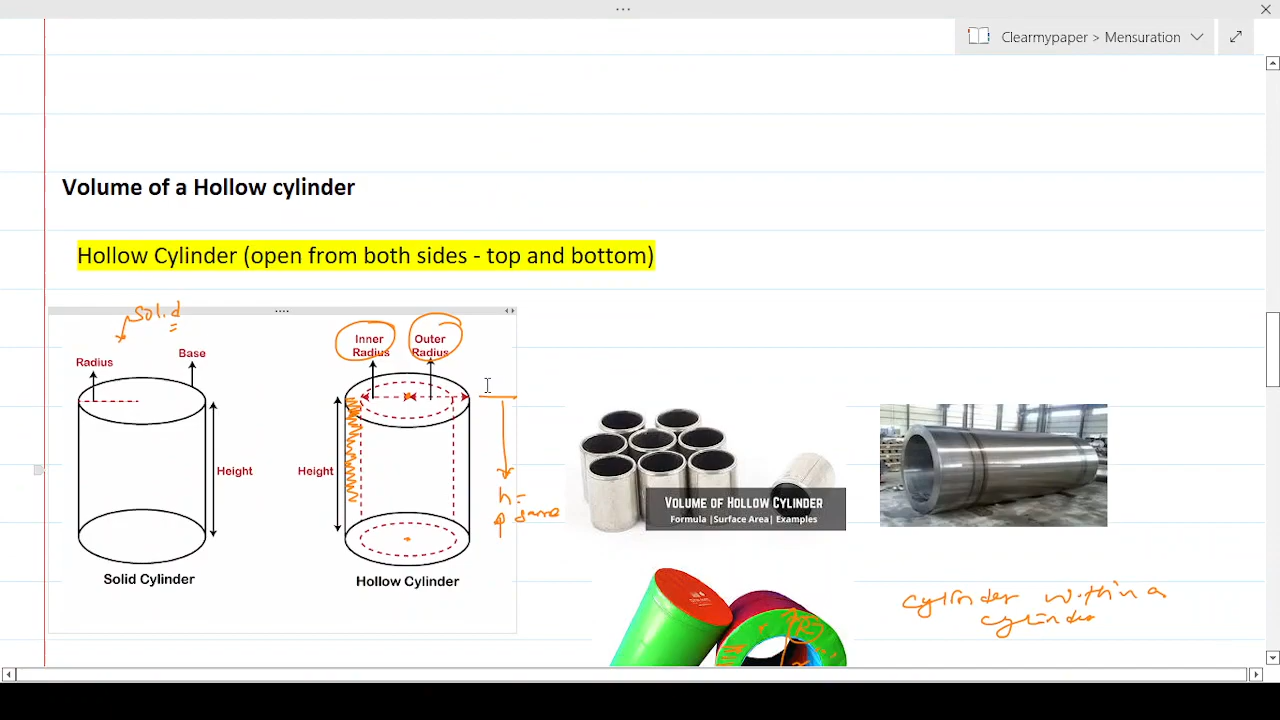 Clearmypaper > Mensuration
Volume of a Hollow cylinder
Hollow Cylinder (open from both sides - top and bottom)
Solid
Radius
Base
Height
Solid Cylinder
Inner
Radius
Outer
Radius
Height
h =
same
Hollow Cylinder
VOLUME OF HOLLOW CYLINDER
Formula |Surface Area| Examples
cylinder within a
cylinder
R